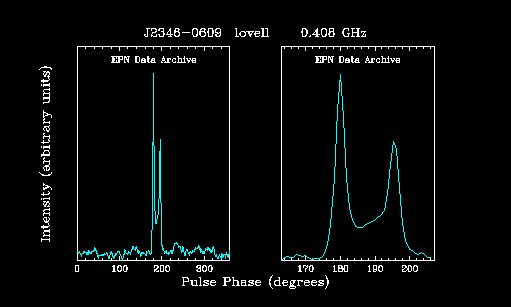 J2346-0609 lovell 0.408 GHz
EPN Data Archive EPN Data Archive
Intensity (arbitrary units)
0 100 200 300 170 180 190 200
Pulse Phase (degrees)